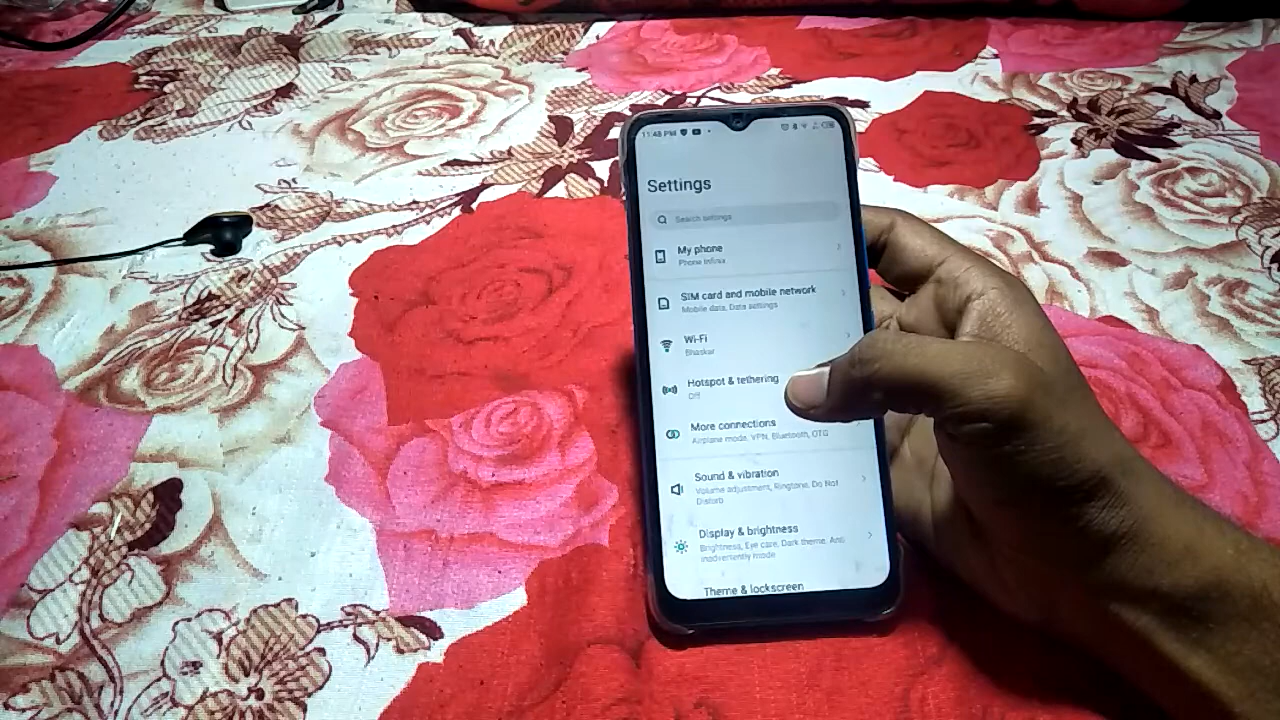 11:48 PM
Settings
Search settings
My phone
Phone Infinix
SIM card and mobile network
Mobile data, Data settings
Wi-Fi
Bhaskar
Hotspot & tethering
Off
More connections
Airplane mode, VPN, Bluetooth, OTG
Sound & vibration
Volume adjustment, Ringtone, Do Not
Disturb
Display & brightness
Brightness, Eye care, Dark theme, Anti
inadvertently mode
Theme & lockscreen